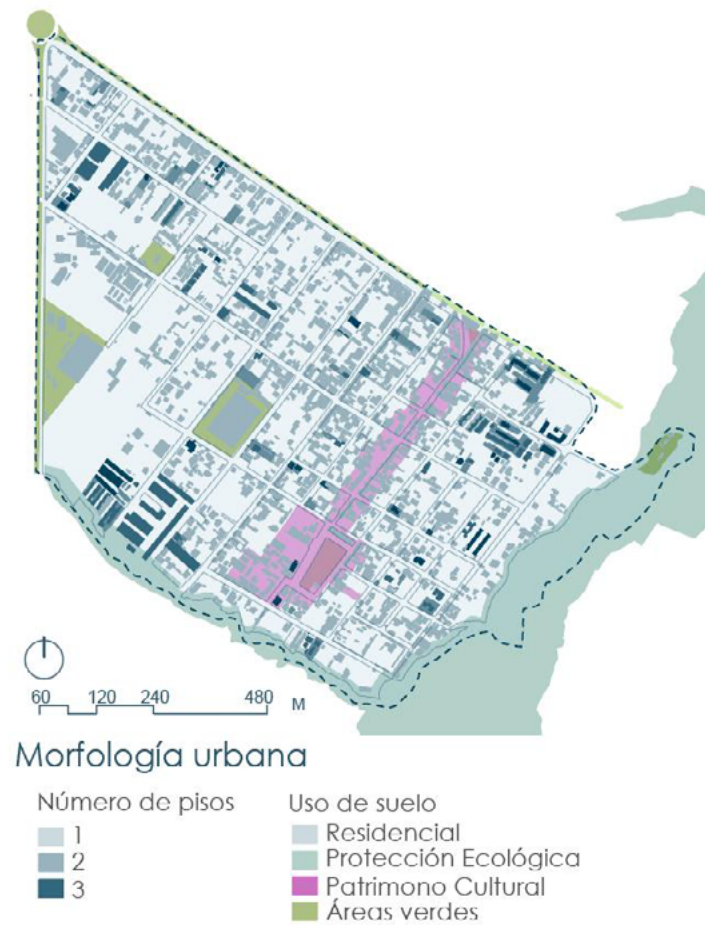 60 120 240 480 M
Morfología urbana
Número de pisos
1
2
3
Uso de suelo
Residencial
Protección Ecológica
Patrimono Cultural
Áreas verdes